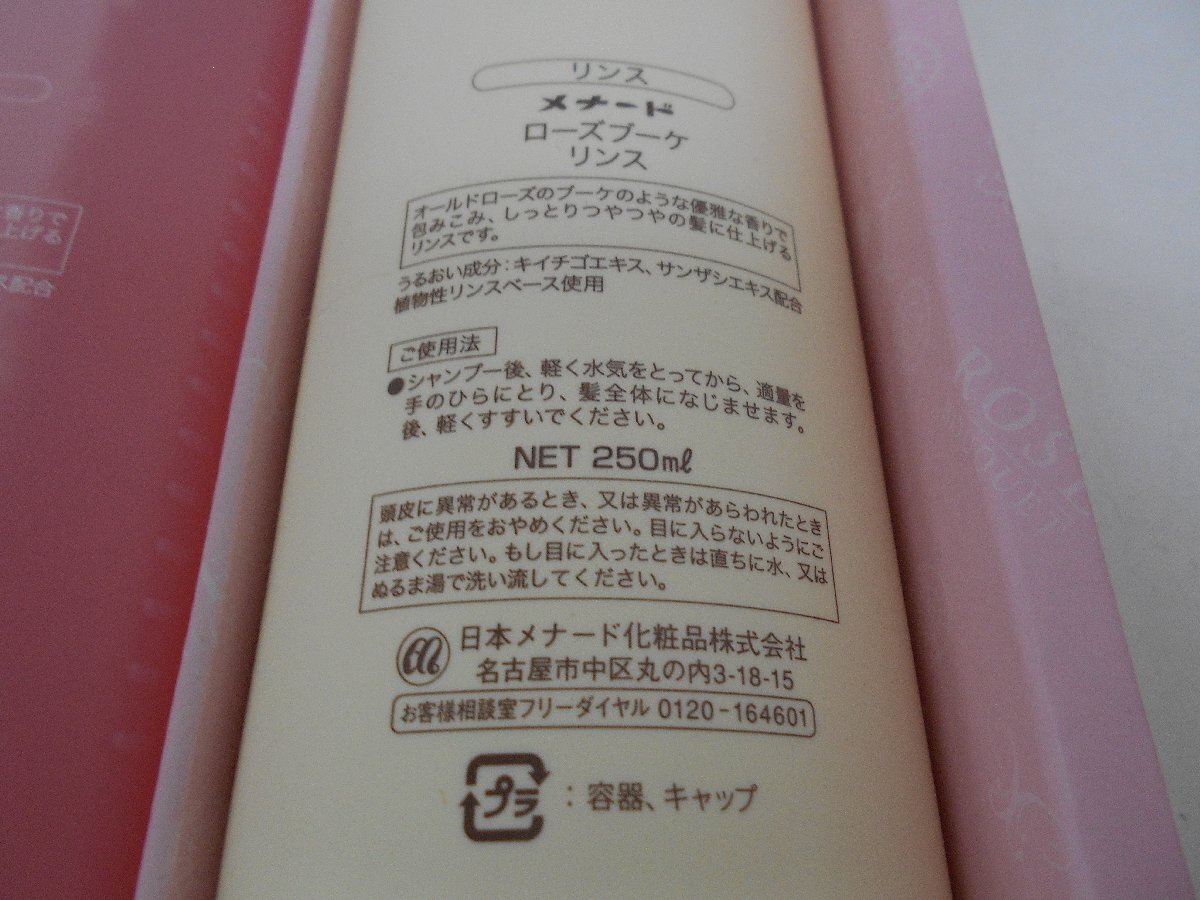 香りで
上げる
配合
リンス
メナード
ローズブーケ
リンス
オールドローズのブーケのような優雅な香りで
包みこみ、しっとりつやつやの髪に仕上げる
リンスです。
うるおい成分：キイチゴエキス、サンザシエキス配合
植物性リンスベース使用
ご使用法
●シャンプー後、軽く水気をとってから、適量を
手のひらにとり、髪全体になじませます。
後、軽くすすいでください。
NET 250mℓ
頭皮に異常があるとき、又は異常があらわれたとき
は、ご使用をおやめください。目に入らないようにご
注意ください。もし目に入ったときは直ちに水、又は
ぬるま湯で洗い流してください。
日本メナード化粧品株式会社
名古屋市中区丸の内3-18-15
お客様相談室フリーダイヤル 0120-164601
プラ：容器、キャップ